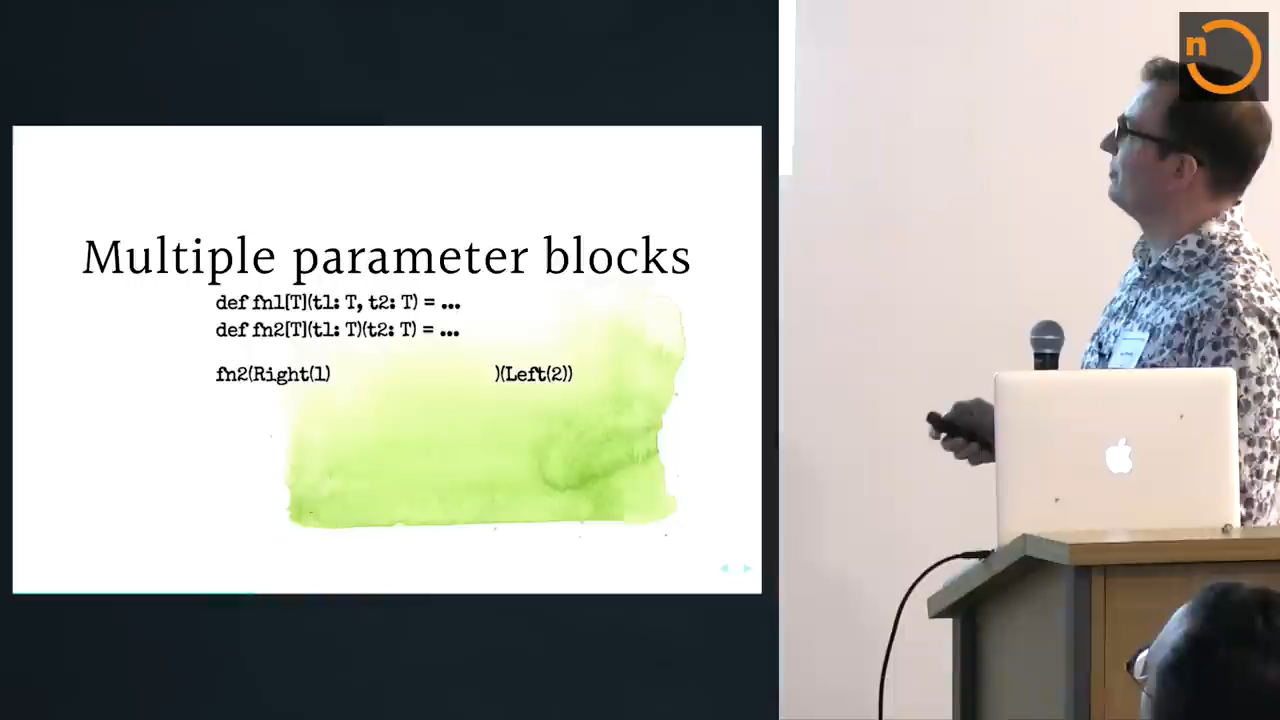 n
Multiple parameter blocks
def fn1[T](t1: T, t2: T) = ...
def fn2[T](t1: T)(t2: T) = ...
fn2(Right(1) )(Left(2))